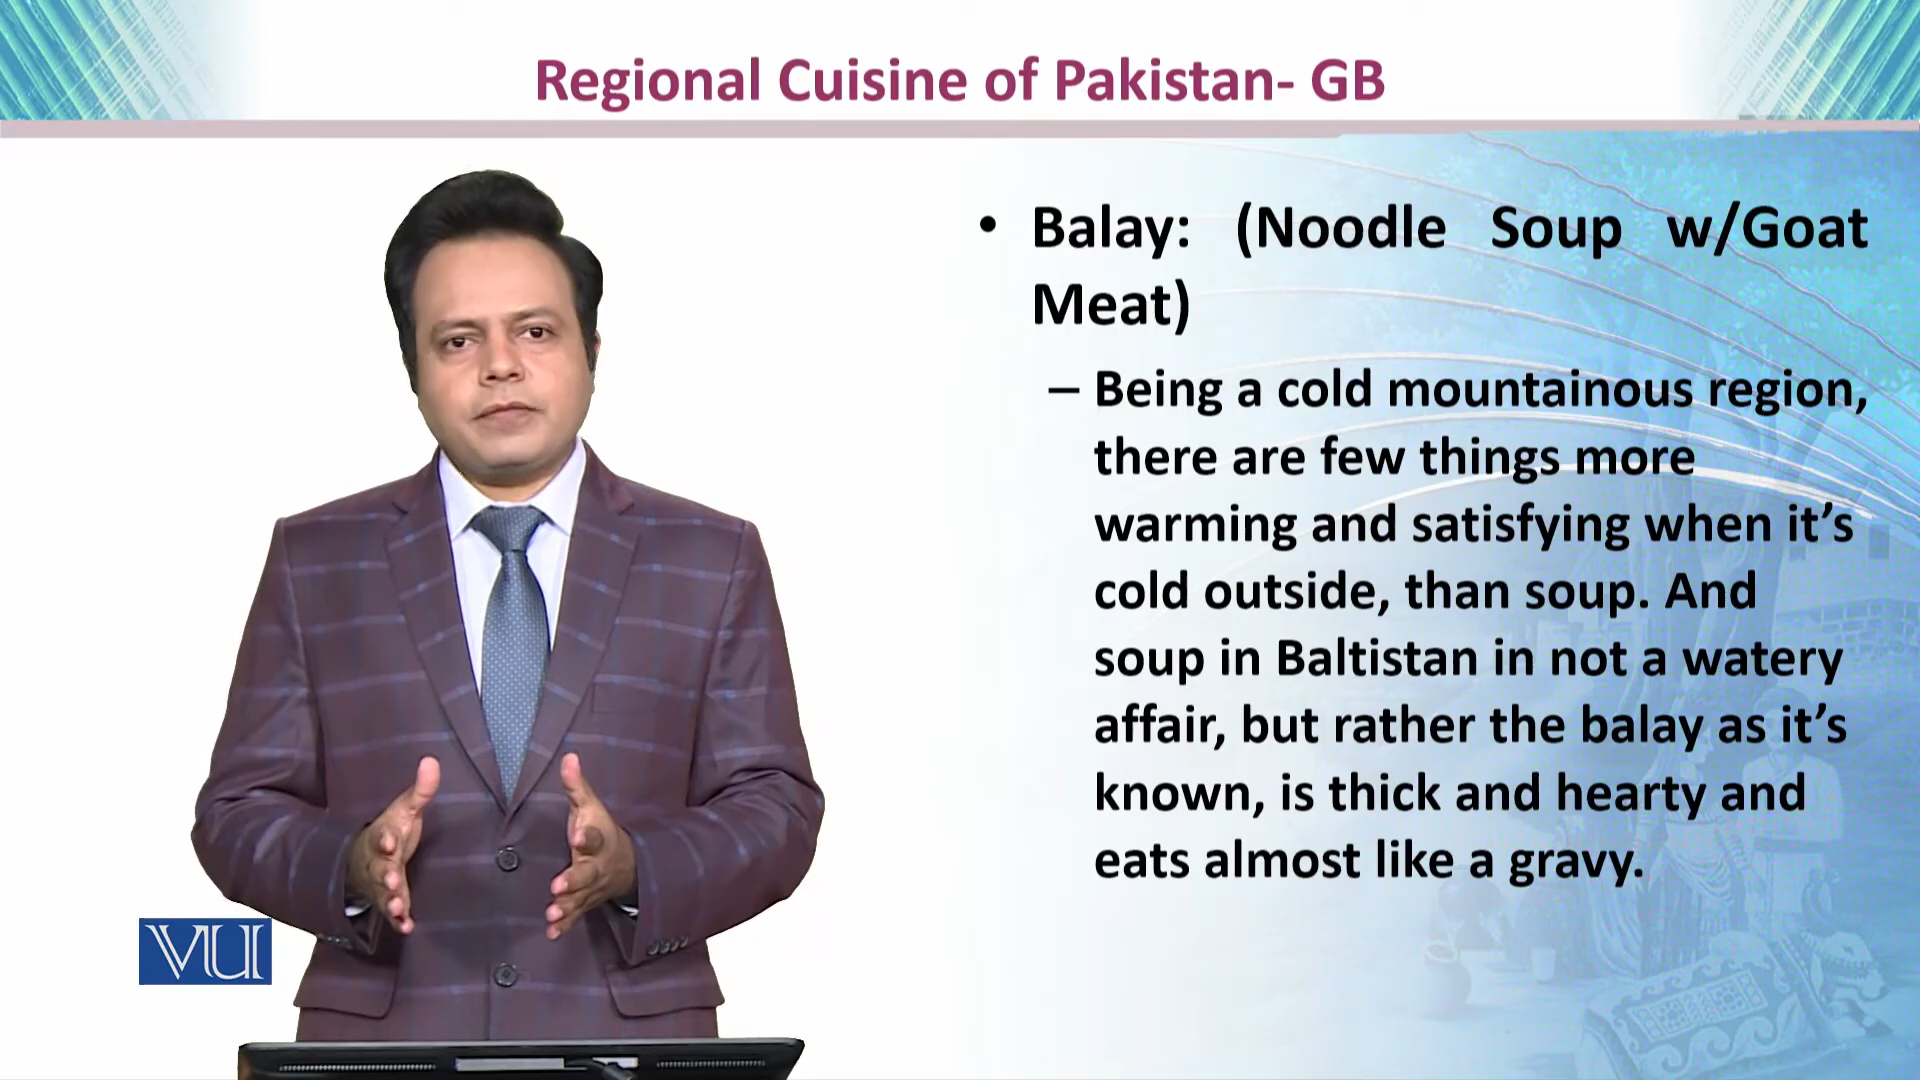 Regional Cuisine of Pakistan- GB
• Balay: (Noodle Soup w/Goat
Meat)
– Being a cold mountainous region,
there are few things more
warming and satisfying when it’s
cold outside, than soup. And
soup in Baltistan in not a watery
affair, but rather the balay as it’s
known, is thick and hearty and
eats almost like a gravy.
VU